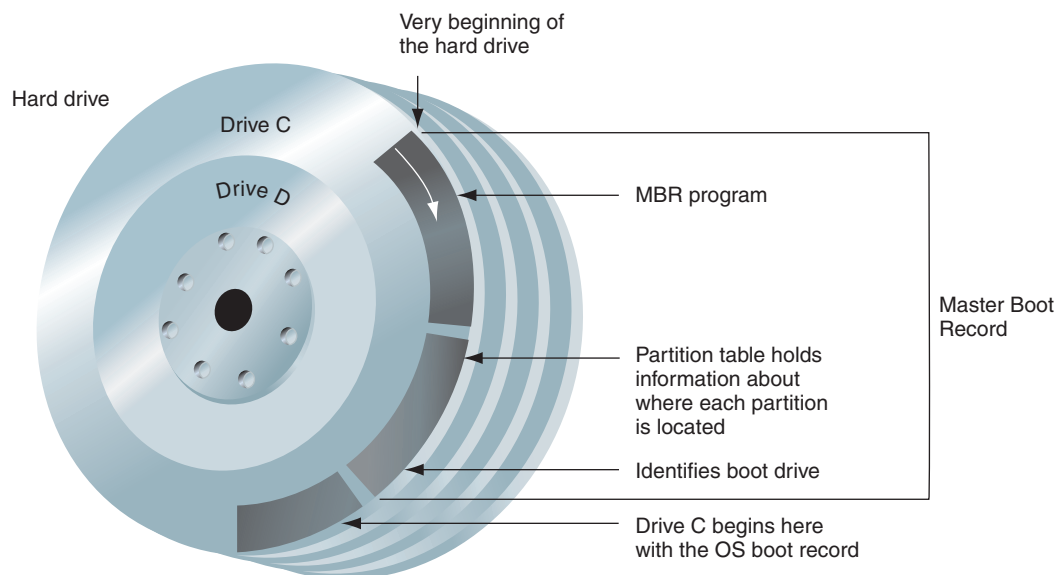 Very beginning of
the hard drive
Hard drive
Drive C
Drive D
MBR program
Master Boot
Record
Partition table holds
information about
where each partition
is located
Identifies boot drive
Drive C begins here
with the OS boot record